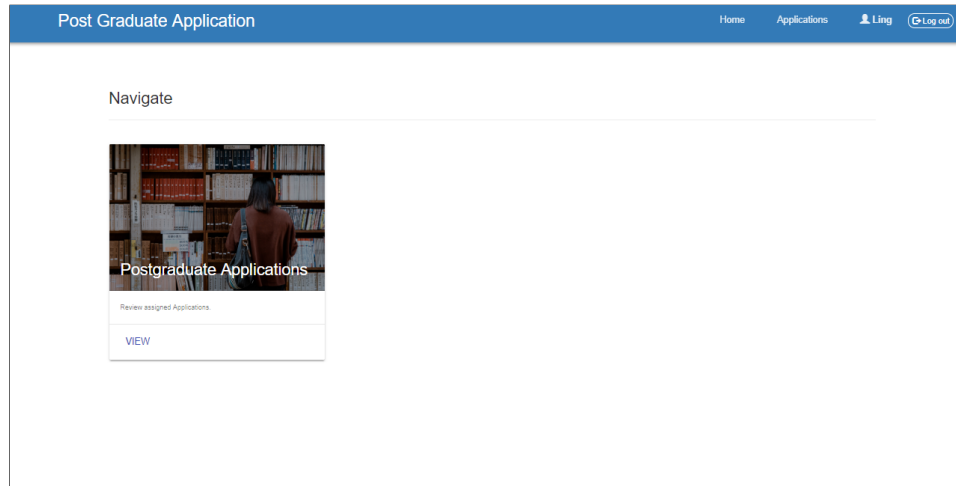 Post Graduate Application
Home
Applications
Ling
Log out
Navigate
Postgraduate Applications
Review assigned Applications
VIEW